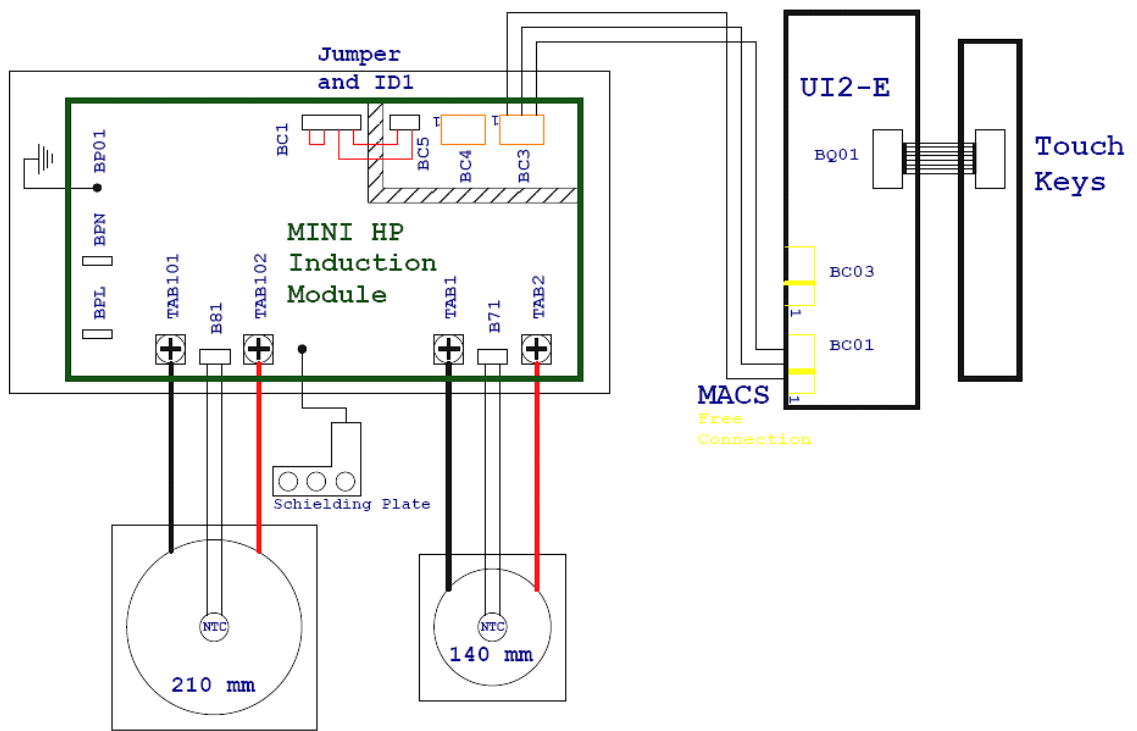 Jumper
and ID1
UI2-E
BC1
BC5
1
BC4
1
BC3
BP01
BQ01
Touch
Keys
BPN
MINI HP
Induction
Module
BC03
1
BPL
TAB101
B81
TAB102
TAB1
B71
TAB2
BC01
1
MACS
Free
Connection
Schielding Plate
NTC
210 mm
NTC
140 mm